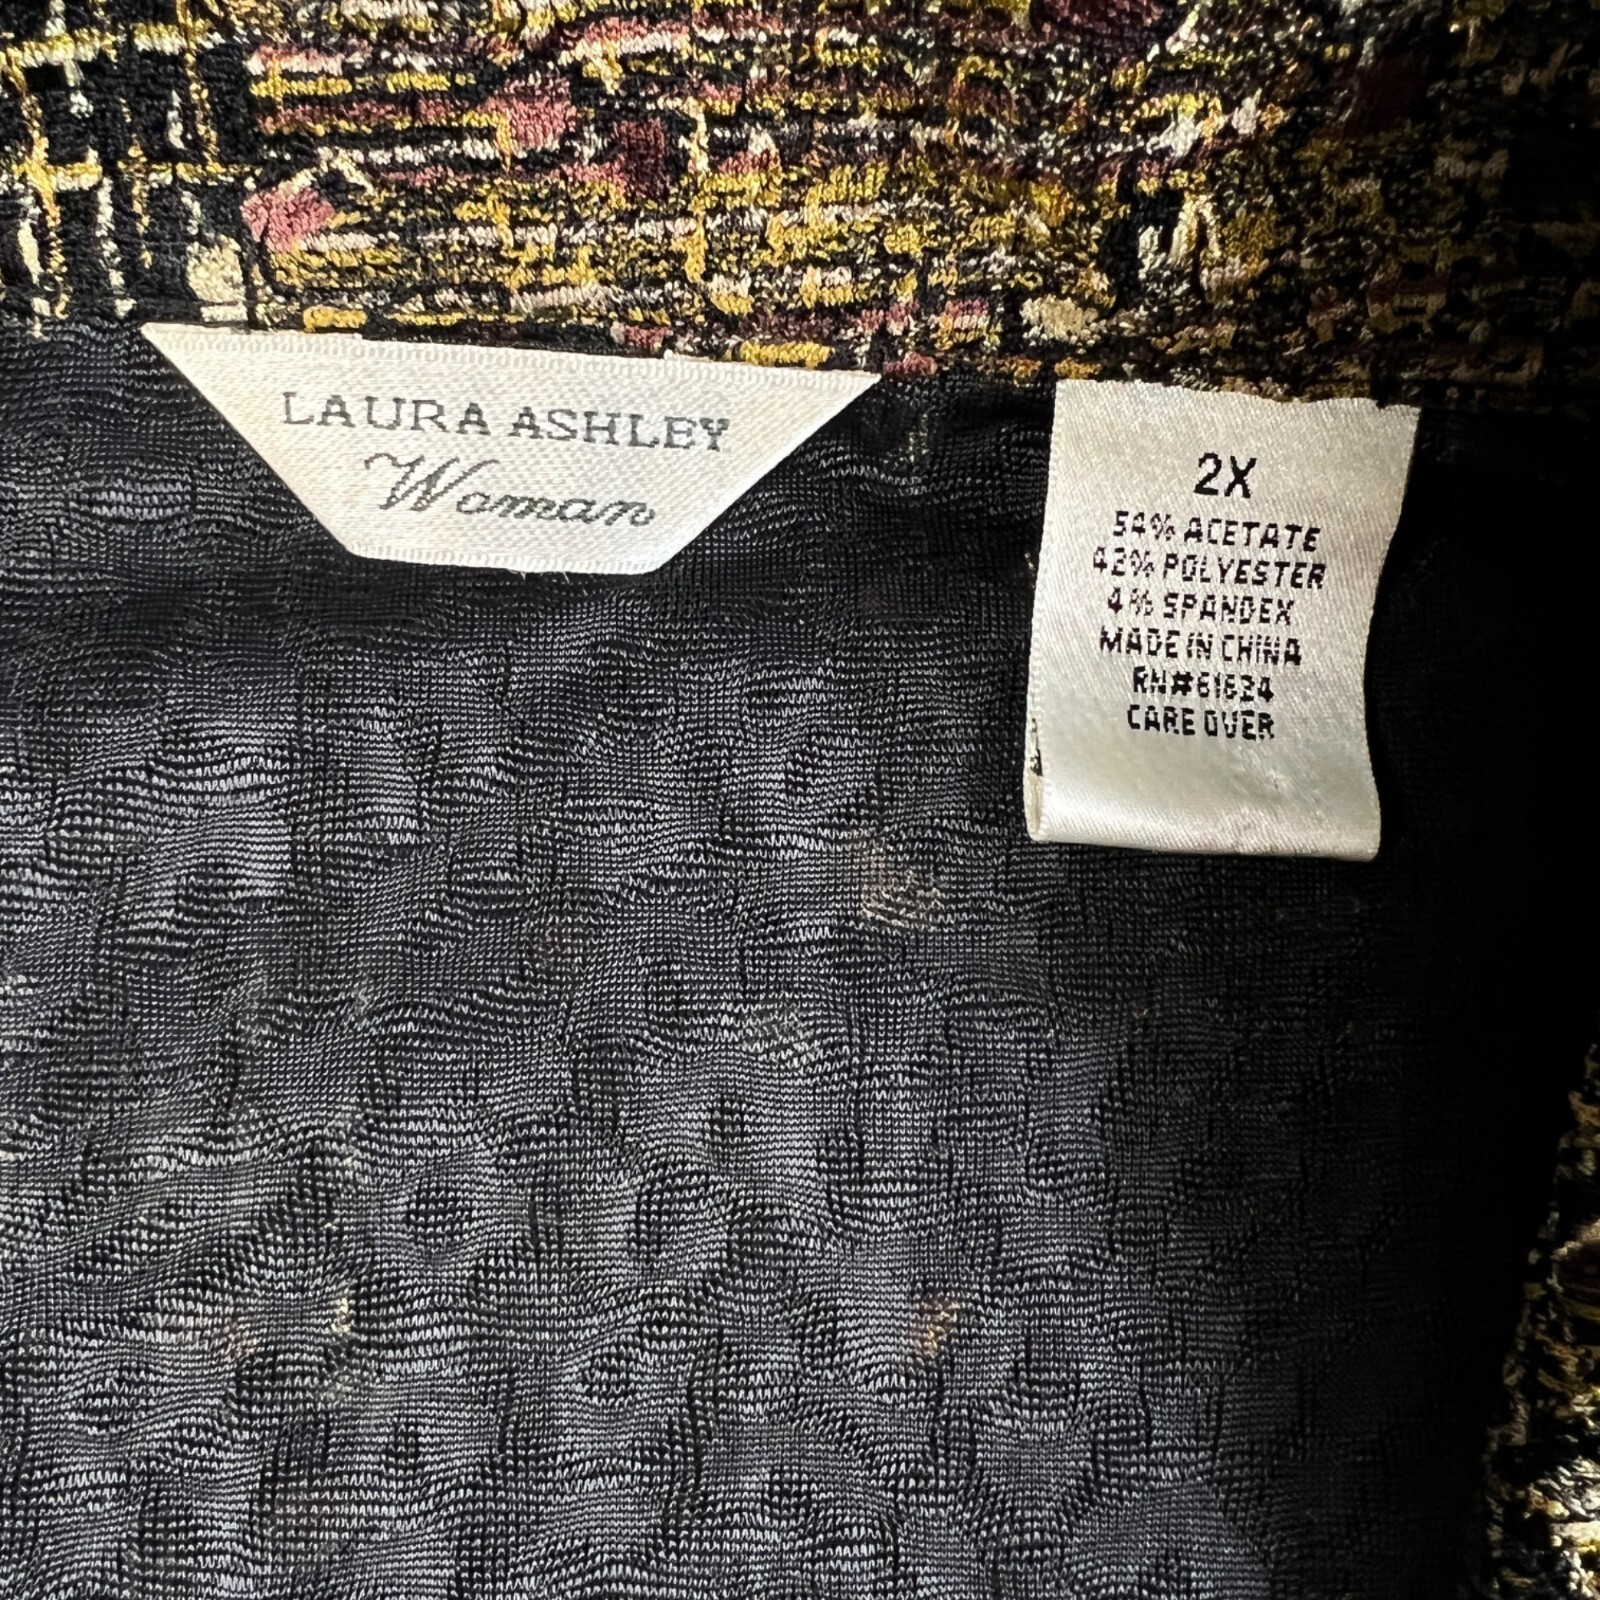 LAURA ASHLEY
Woman
2X
54% ACETATE
42% POLYESTER
4% SPANDEX
MADE IN CHINA
RN#61624
CARE OVER